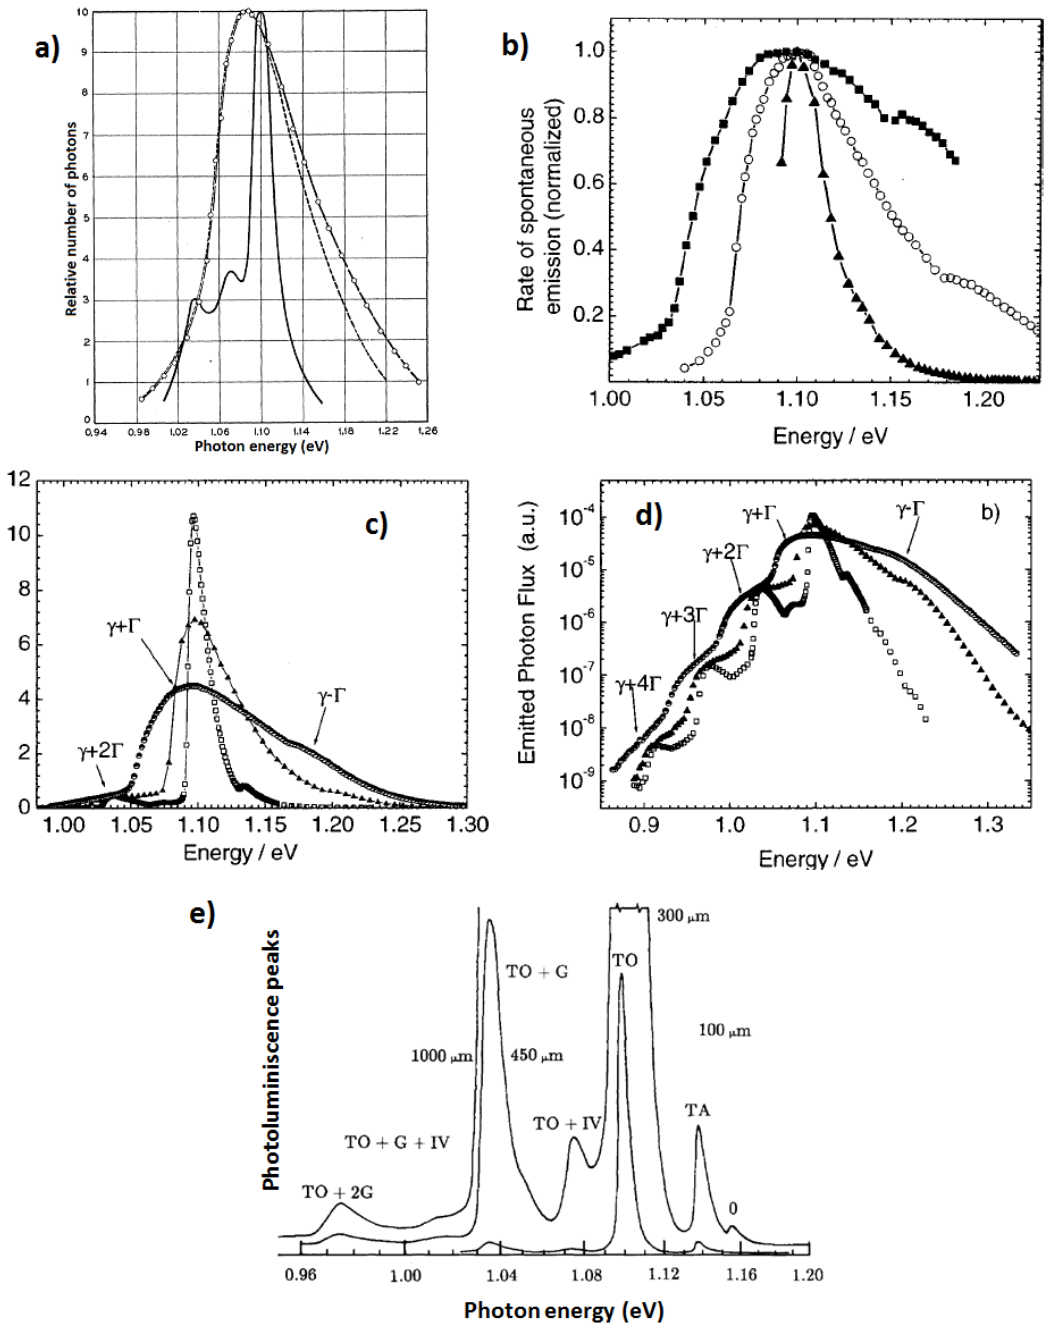 a)
Relative number of photons
10
9
8
7
6
5
4
3
2
1
0
0.94 0.98 1.02 1.06 1.10 1.14 1.18 1.22 1.26
Photon energy (eV)
b)
Rate of spontaneous
emission (normalized)
1.0
0.8
0.6
0.4
0.2
1.00 1.05 1.10 1.15 1.20
Energy / eV
c)
12
10
8
6
4
2
0
γ+Γ
γ-Γ
γ+2Γ
1.00 1.05 1.10 1.15 1.20 1.25 1.30
Energy / eV
d)
b)
Emitted Photon Flux (a.u.)
10⁻⁴
10⁻⁵
10⁻⁶
10⁻⁷
10⁻⁸
10⁻⁹
γ+Γ
γ-Γ
γ+2Γ
γ+3Γ
γ+4Γ
0.9 1.0 1.1 1.2 1.3
Energy / eV
e)
Photoluminiscence peaks
300 μm
TO
TO + G
100 μm
1000 μm 450 μm
TO + IV
TA
TO + G + IV
TO + 2G
0
0.96 1.00 1.04 1.08 1.12 1.16 1.20
Photon energy (eV)